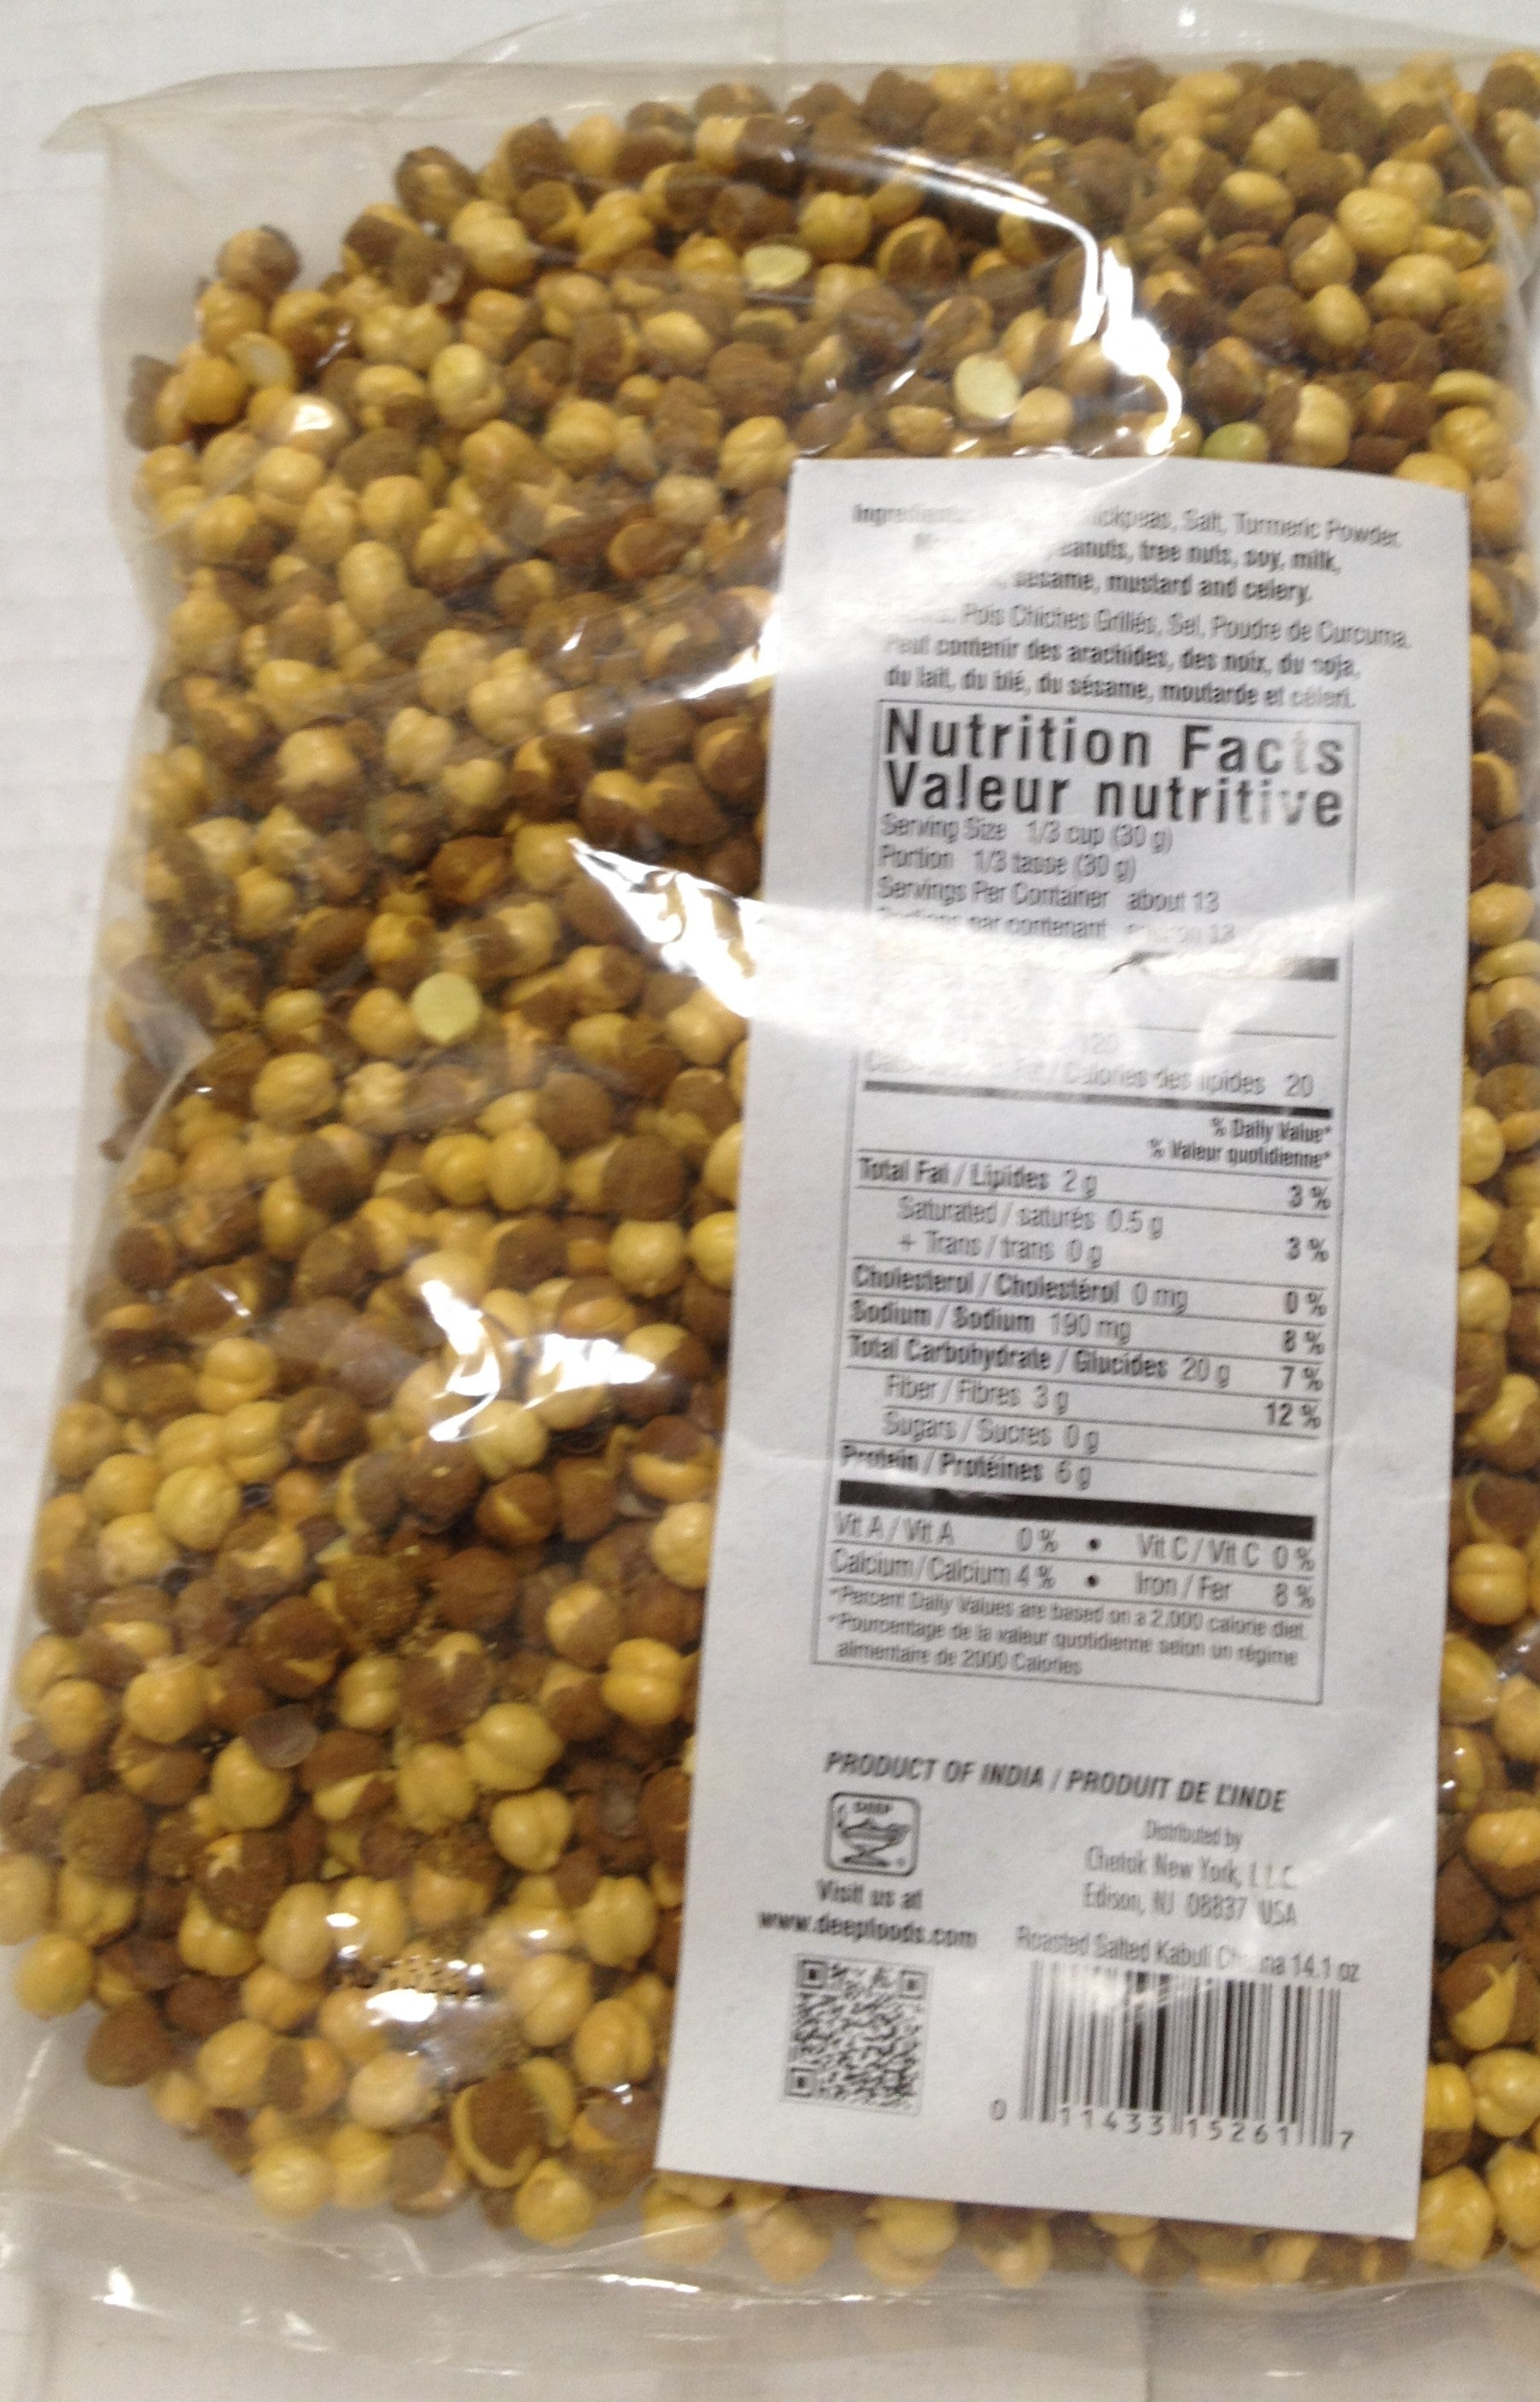 Salt, Turmeric Powder.
tree nuts, soy, milk,
sesame, mustard and celery.
Pois Chiches Grillés, Sel, Poudre de Curcuma.
Peut contenir des arachides, des noix, du soja,
du lait, du blé, du sésame, moutarde et céleri.
Nutrition Facts
Valeur nutritive
Serving Size 1/3 cup (30 g)
Portion 1/3 tasse (30 g)
Servings Per Container about 13
par contenant 13
120
Calories des lipides 20
% Daily Value*
% Valeur quotidienne*
Total Fat / Lipides 2 g 3 %
Saturated / saturés 0.5 g
+ Trans / trans 0 g 3 %
Cholesterol / Cholestérol 0 mg 0 %
Sodium / Sodium 190 mg 8 %
Total Carbohydrate / Glucides 20 g 7 %
Fiber / Fibres 3 g 12 %
Sugars / Sucres 0 g
Protein / Protéines 6 g
Vit A / Vit A 0 % • Vit C / Vit C 0 %
Calcium / Calcium 4 % • Iron / Fer 8 %
*Percent Daily Values are based on a 2,000 calorie diet.
*Pourcentage de la valeur quotidienne selon un régime
alimentaire de 2000 Calories
PRODUCT OF INDIA / PRODUIT DE L'INDE
DEEP
Visit us at
www.deepfoods.com
Distributed by
Chetak New York, L.L.C.
Edison, NJ 08837 USA
Roasted Salted Kabuli 14.1 oz
0 11433 15261 7